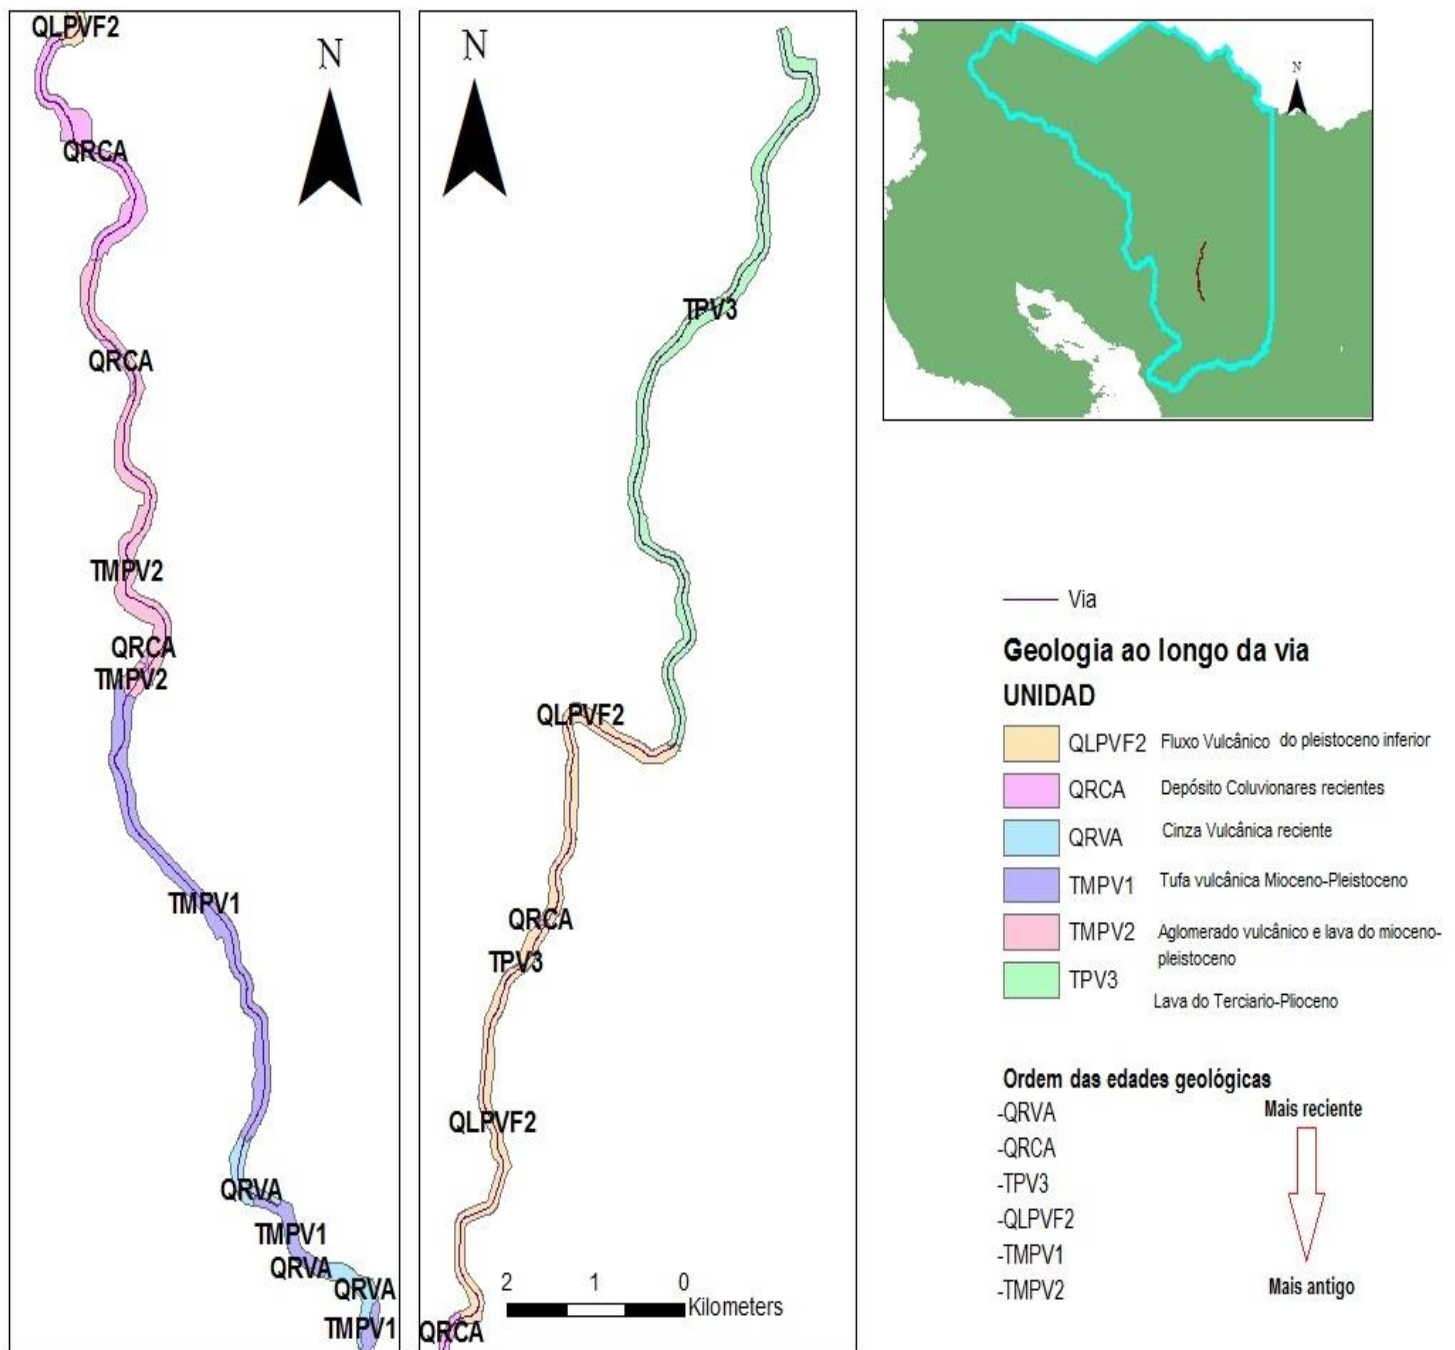 QLPVF2
N
QRCA
QRCA
TMPV2
QRCA
TMPV2
TMPV1
QRVA
TMPV1
QRVA
QRVA
TMPV1
N
TPV3
QLPVF2
QRCA
TPV3
QLPVF2
2 1 0
Kilometers
QRCA
N
Via
Geologia ao longo da via
UNIDAD
QLPVF2 Fluxo Vulcânico do pleistoceno inferior
QRCA Depósito Coluvionares recientes
QRVA Cinza Vulcânica reciente
TMPV1 Tufa vulcânica Mioceno-Pleistoceno
TMPV2 Aglomerado vulcânico e lava do mioceno-
pleistoceno
TPV3
Lava do Terciario-Plioceno
Ordem das edades geológicas
-QRVA
Mais reciente
-QRCA
-TPV3
-QLPVF2
-TMPV1
-TMPV2
Mais antigo